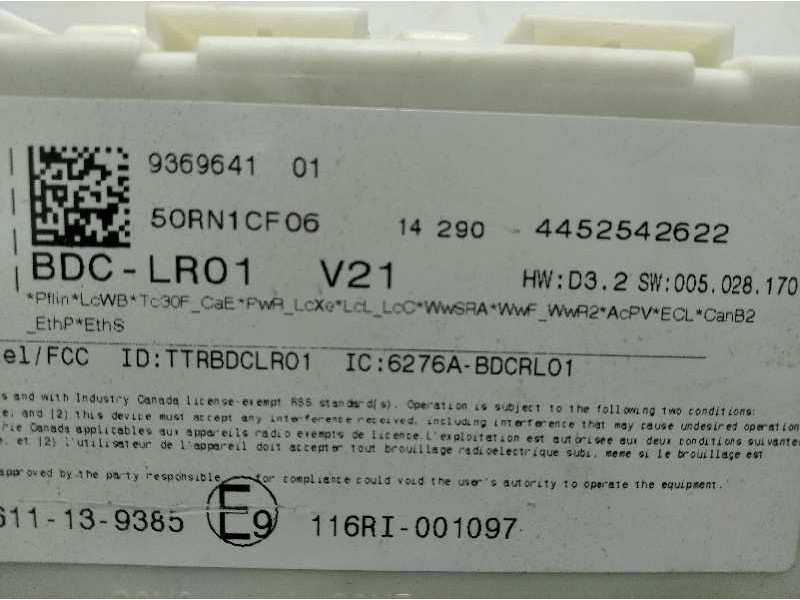 9369641 01
50RN1CF06 14 290 4452542622
BDC-LR01 V21 HW:D3.2 SW:005.028.170
*Pflin*LcWB*Tc30F_CaE*PwR_LcXe*LcL_LcC*WwSRA*WwF_WwR2*AcPV*ECL*CanB2
_EthP*EthS
el/FCC ID:TTRBDCLR01 IC:6276A-BDCRL01
s and with Industry Canada license-exempt RSS standard(s). Operation is subject to the following two conditions:
e, and (2) this device must accept any interference received, including interference that may cause undesired operation
rie Canada applicables aux appareils radio exempts de licence. L'exploitation est autorisée aux deux conditions suivantes
e, et (2) l'utilisateur de l'appareil doit accepter tout brouillage radioélectrique subi, même si le brouillage est
approved by the party responsible for compliance could void the user's authority to operate the equipment.
611-13-9385 E E9 116RI-001097